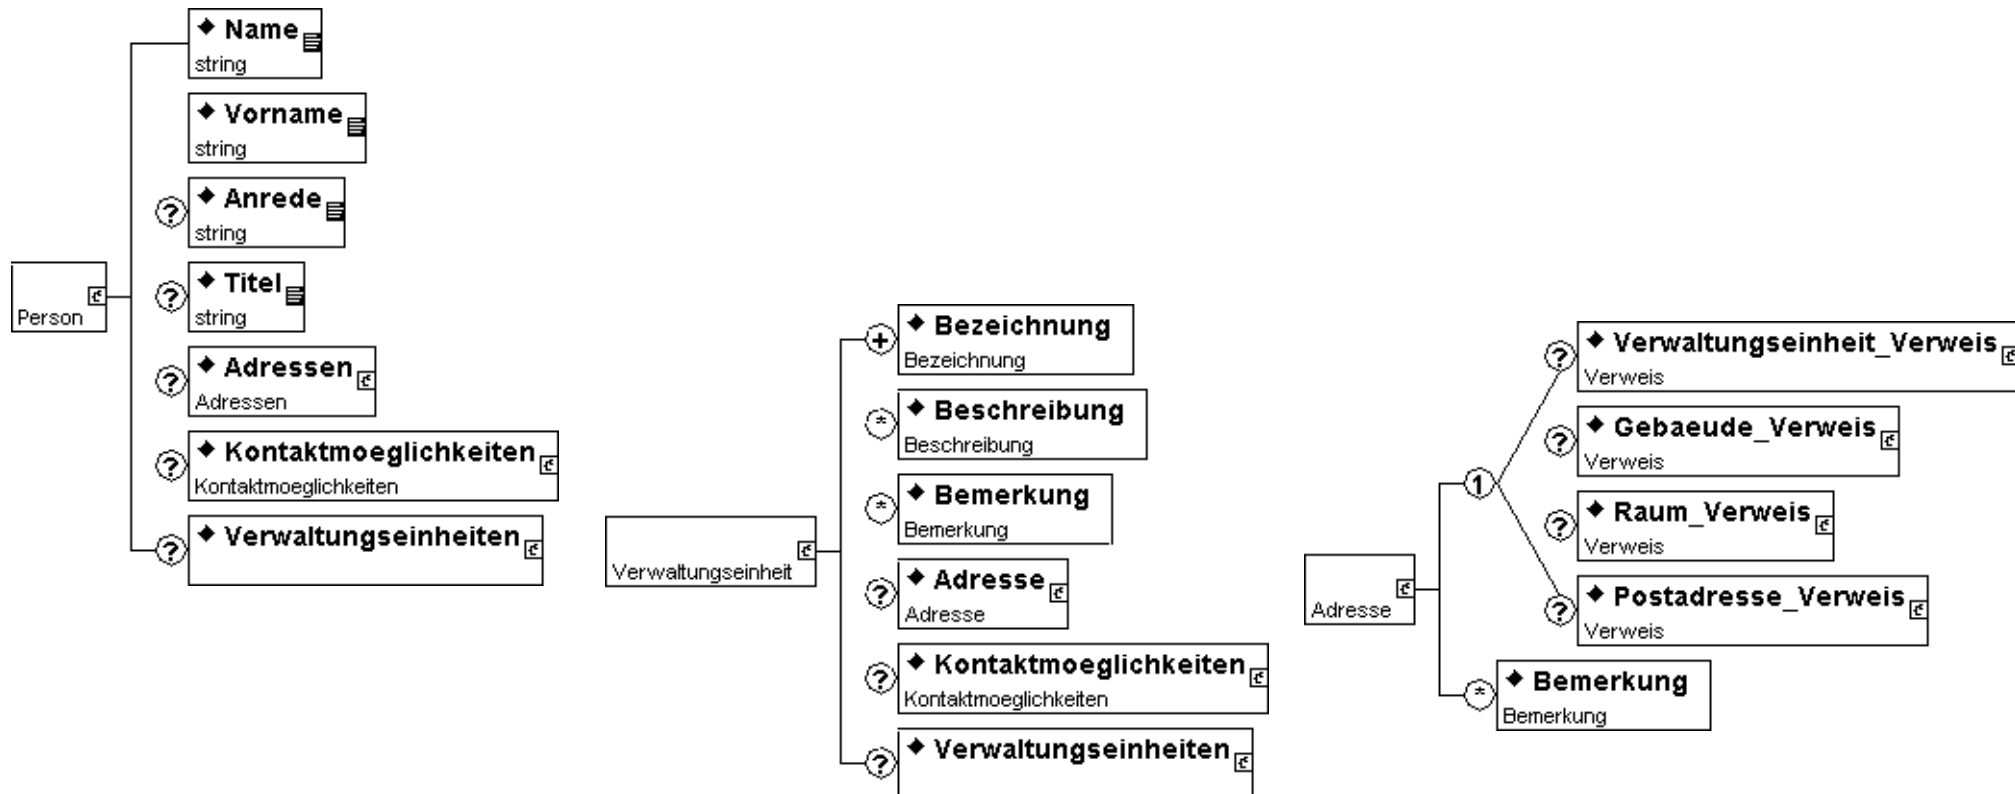 Person
Name
string
Vorname
string
? Anrede
string
? Titel
string
? Adressen
Adressen
? Kontaktmoeglichkeiten
Kontaktmoeglichkeiten
? Verwaltungseinheiten
Verwaltungseinheit
+ Bezeichnung
Bezeichnung
* Beschreibung
Beschreibung
* Bemerkung
Bemerkung
? Adresse
Adresse
? Kontaktmoeglichkeiten
Kontaktmoeglichkeiten
? Verwaltungseinheiten
Adresse
1
? Verwaltungseinheit_Verweis
Verweis
? Gebaeude_Verweis
Verweis
? Raum_Verweis
Verweis
? Postadresse_Verweis
Verweis
* Bemerkung
Bemerkung